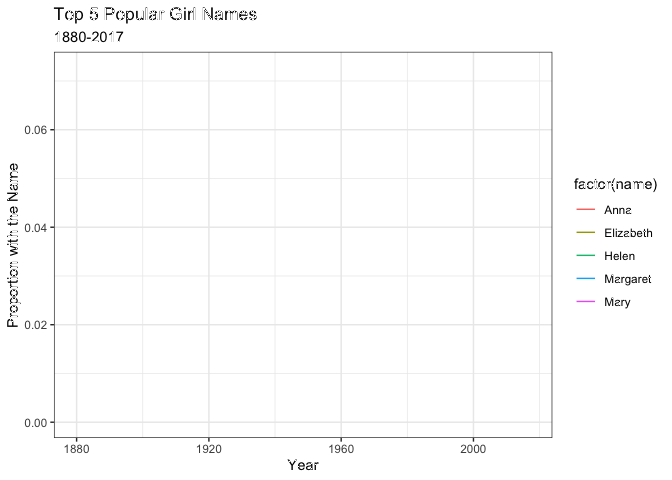 Top 5 Popular Girl Names
1880-2017
Proportion with the Name
0.06
0.04
0.02
0.00
1880
1920
1960
2000
Year
factor(name)
Anna
Elizabeth
Helen
Margaret
Mary